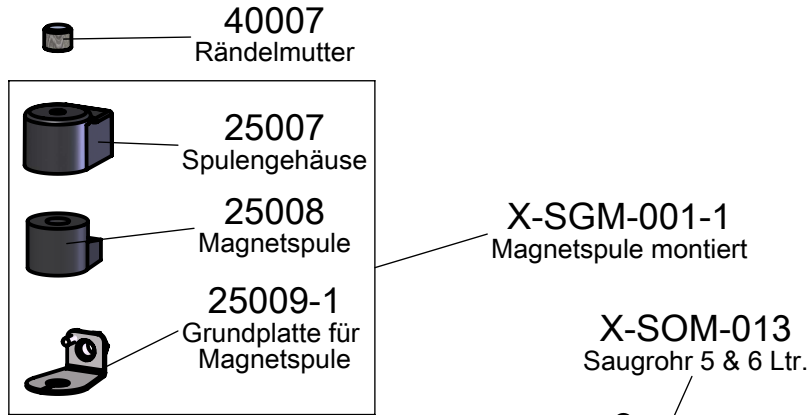 40007
Rändelmutter
25007
Spulengehäuse
25008
Magnetspule
25009-1
Grundplatte für
Magnetspule
X-SGM-001-1
Magnetspule montiert
X-SOM-013
Saugrohr 5 & 6 Ltr.